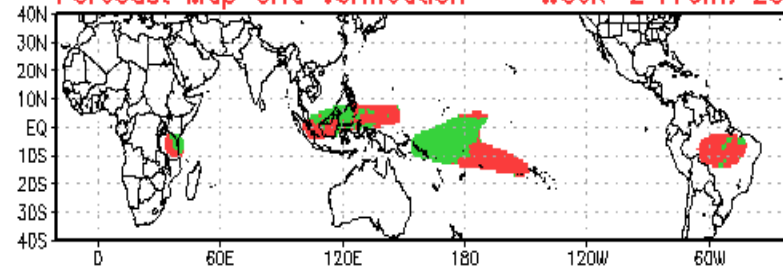 Forecast Map and Verification Week-2 From:
40N
30N
20N
10N
EQ
10S
20S
30S
40S
0 60E 120E 180 120W 60W